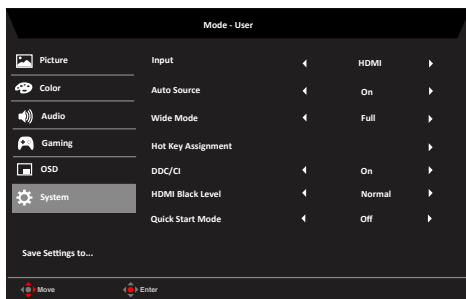 Mode - User
Picture
Color
Audio
Gaming
OSD
System
Input HDMI
Auto Source On
Wide Mode Full
Hot Key Assignment
DDC/CI On
HDMI Black Level Normal
Quick Start Mode Off
Save Settings to...
Move Enter